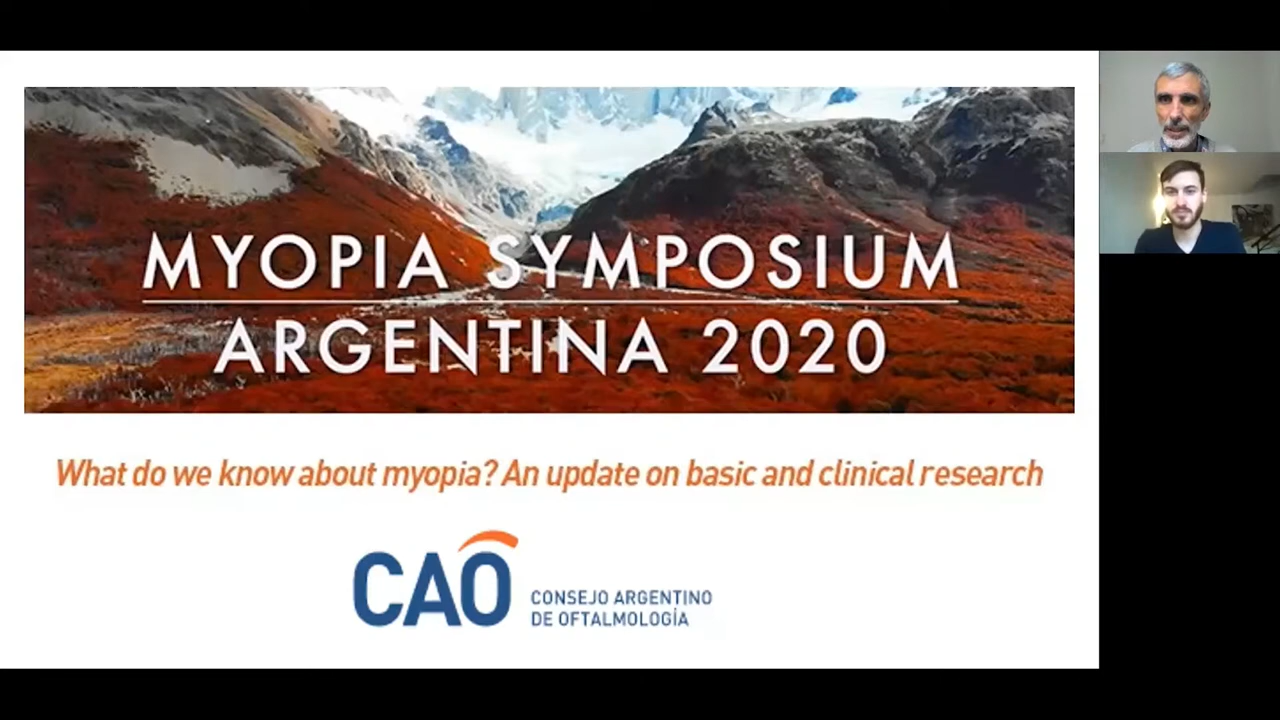 MYOPIA SYMPOSIUM
ARGENTINA 2020
What do we know about myopia? An update on basic and clinical research
CAO
CONSEJO ARGENTINO
DE OFTALMOLOGÍA